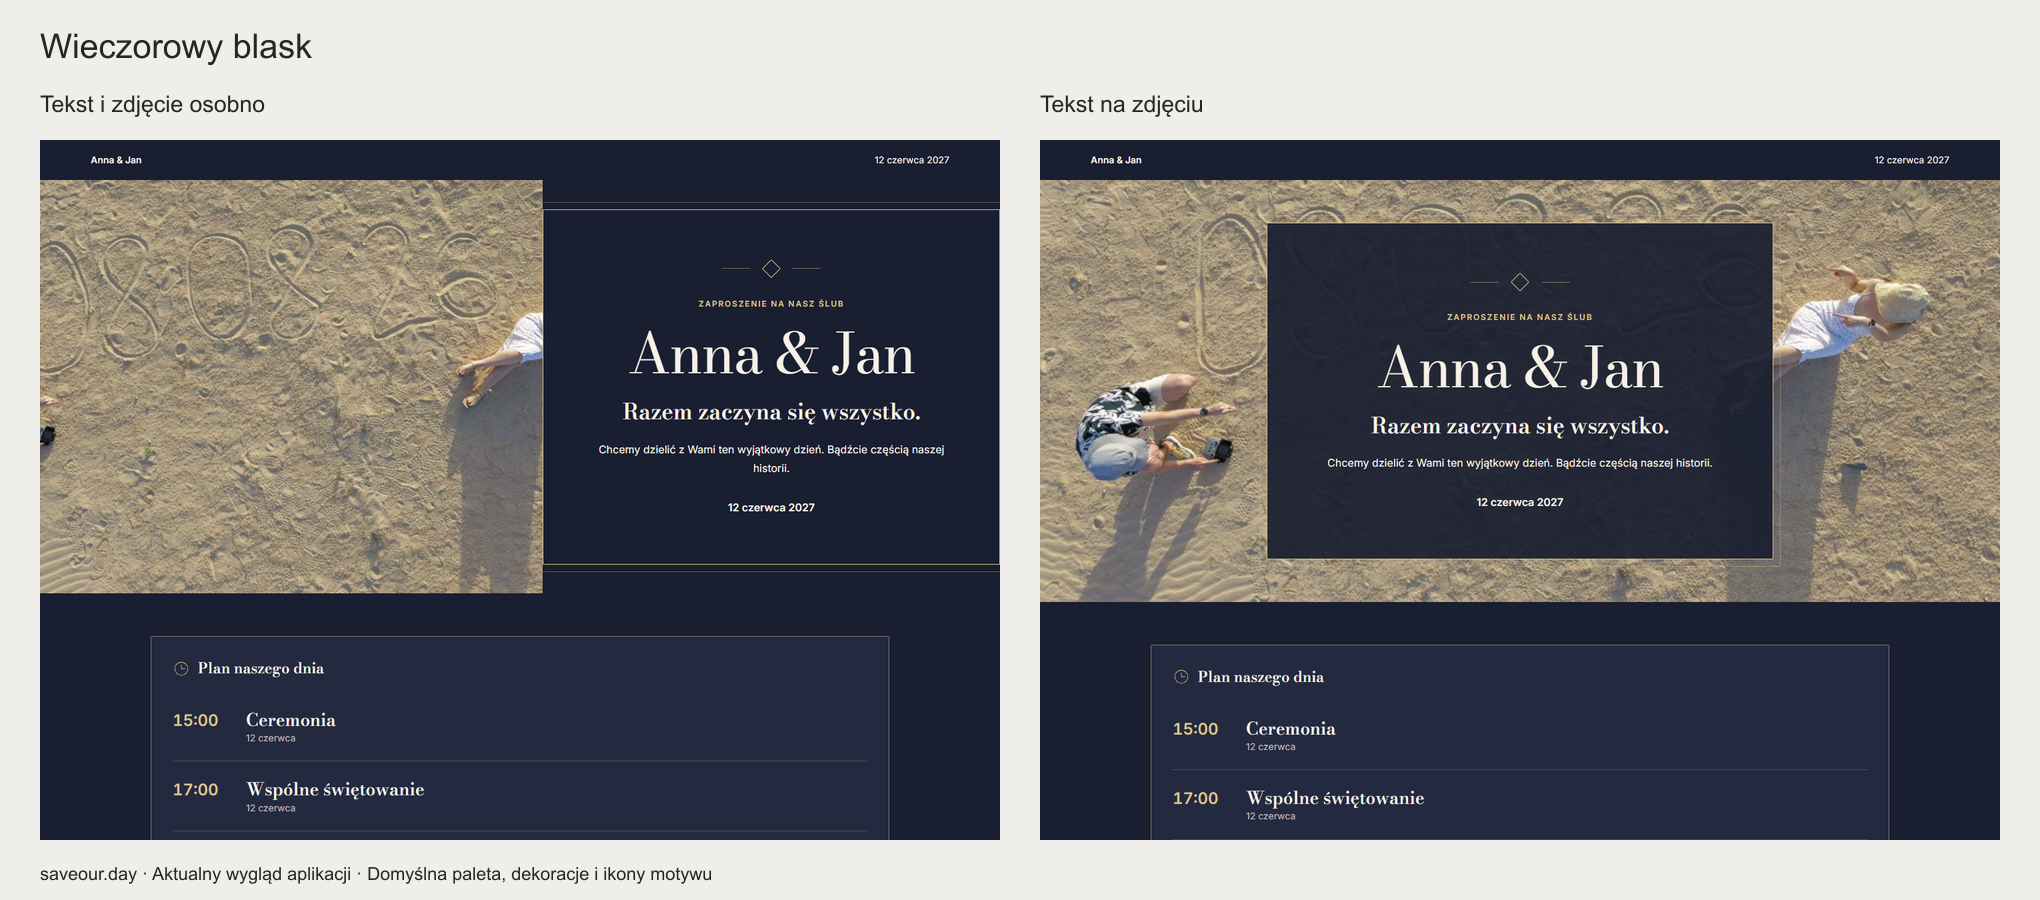 Wieczorowy blask
Tekst i zdjęcie osobno
Anna & Jan
12 czerwca 2027
ZAPROSZENIE NA NASZ ŚLUB
Anna & Jan
Razem zaczyna się wszystko.
Chcemy dzielić z Wami ten wyjątkowy dzień. Bądźcie częścią naszej
historii.
12 czerwca 2027
Plan naszego dnia
15:00 Ceremonia
12 czerwca
17:00 Wspólne świętowanie
12 czerwca
Tekst na zdjęciu
Anna & Jan
12 czerwca 2027
ZAPROSZENIE NA NASZ ŚLUB
Anna & Jan
Razem zaczyna się wszystko.
Chcemy dzielić z Wami ten wyjątkowy dzień. Bądźcie częścią naszej historii.
12 czerwca 2027
Plan naszego dnia
15:00 Ceremonia
12 czerwca
17:00 Wspólne świętowanie
12 czerwca
saveour.day · Aktualny wygląd aplikacji · Domyślna paleta, dekoracje i ikony motywu